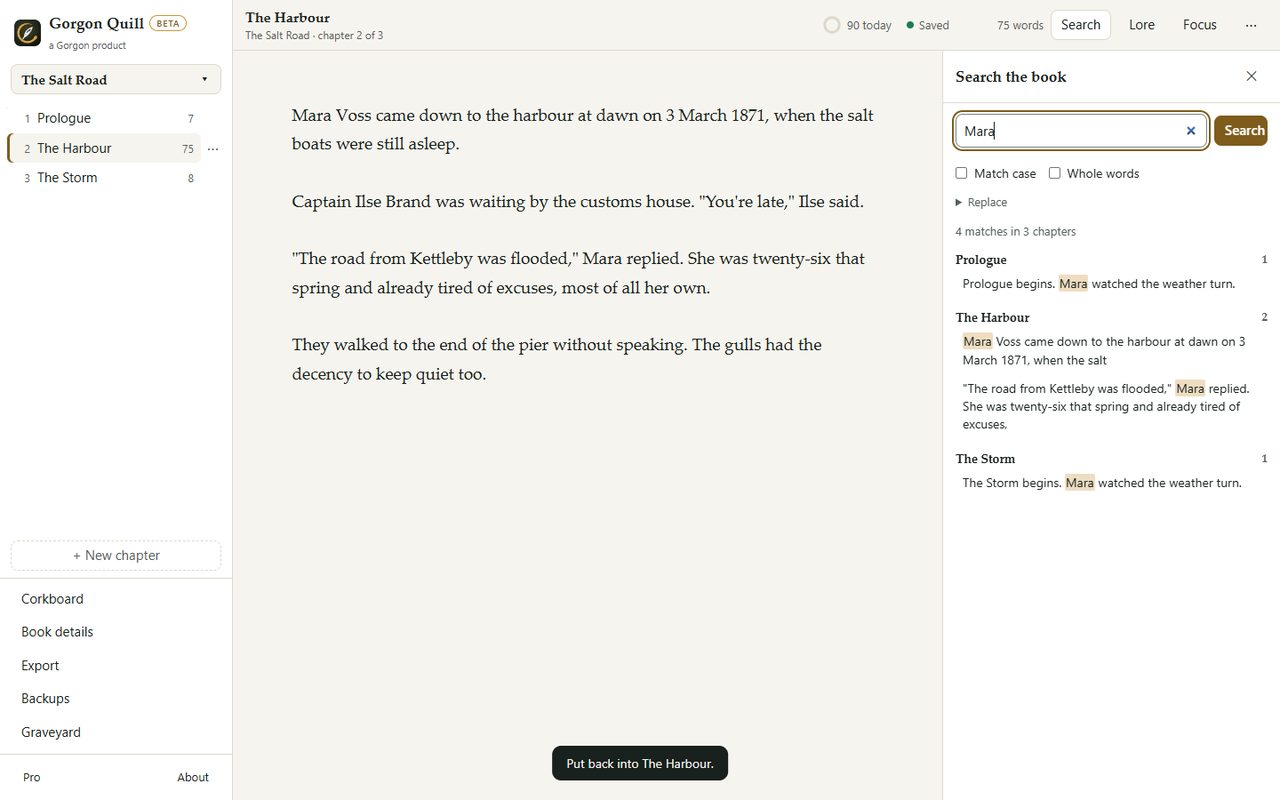 Gorgon Quill BETA
a Gorgon product
The Salt Road
1 Prologue 7
2 The Harbour 75 ...
3 The Storm 8
+ New chapter
Corkboard
Book details
Export
Backups
Graveyard
Pro About
The Harbour
The Salt Road · chapter 2 of 3
90 today Saved 75 words Search Lore Focus ...
Mara Voss came down to the harbour at dawn on 3 March 1871, when the salt
boats were still asleep.
Captain Ilse Brand was waiting by the customs house. "You're late," Ilse said.
"The road from Kettleby was flooded," Mara replied. She was twenty-six that
spring and already tired of excuses, most of all her own.
They walked to the end of the pier without speaking. The gulls had the
decency to keep quiet too.
Put back into The Harbour.
Search the book
Mara Search
Match case Whole words
Replace
4 matches in 3 chapters
Prologue 1
Prologue begins. Mara watched the weather turn.
The Harbour 2
Mara Voss came down to the harbour at dawn on 3
March 1871, when the salt
"The road from Kettleby was flooded," Mara replied.
She was twenty-six that spring and already tired of
excuses,
The Storm 1
The Storm begins. Mara watched the weather turn.